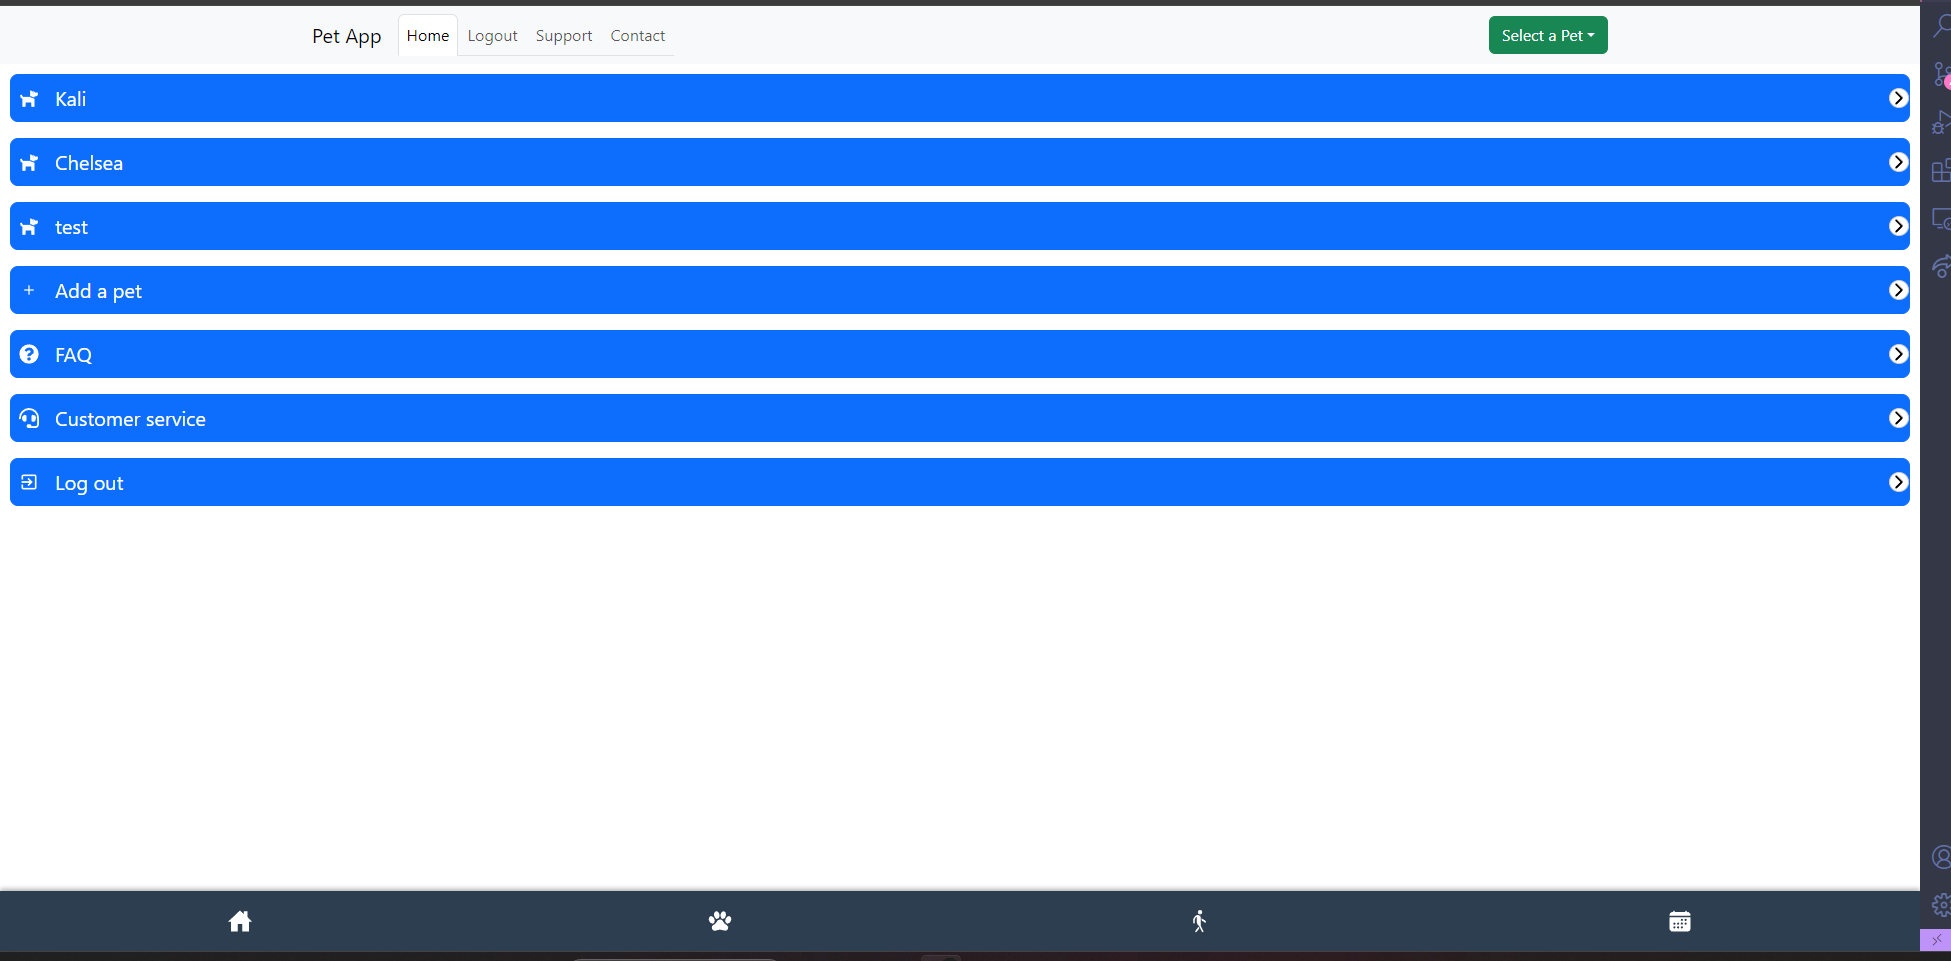 Pet App Home Logout Support Contact Select a Pet
Kali
Chelsea
test
Add a pet
FAQ
Customer service
Log out